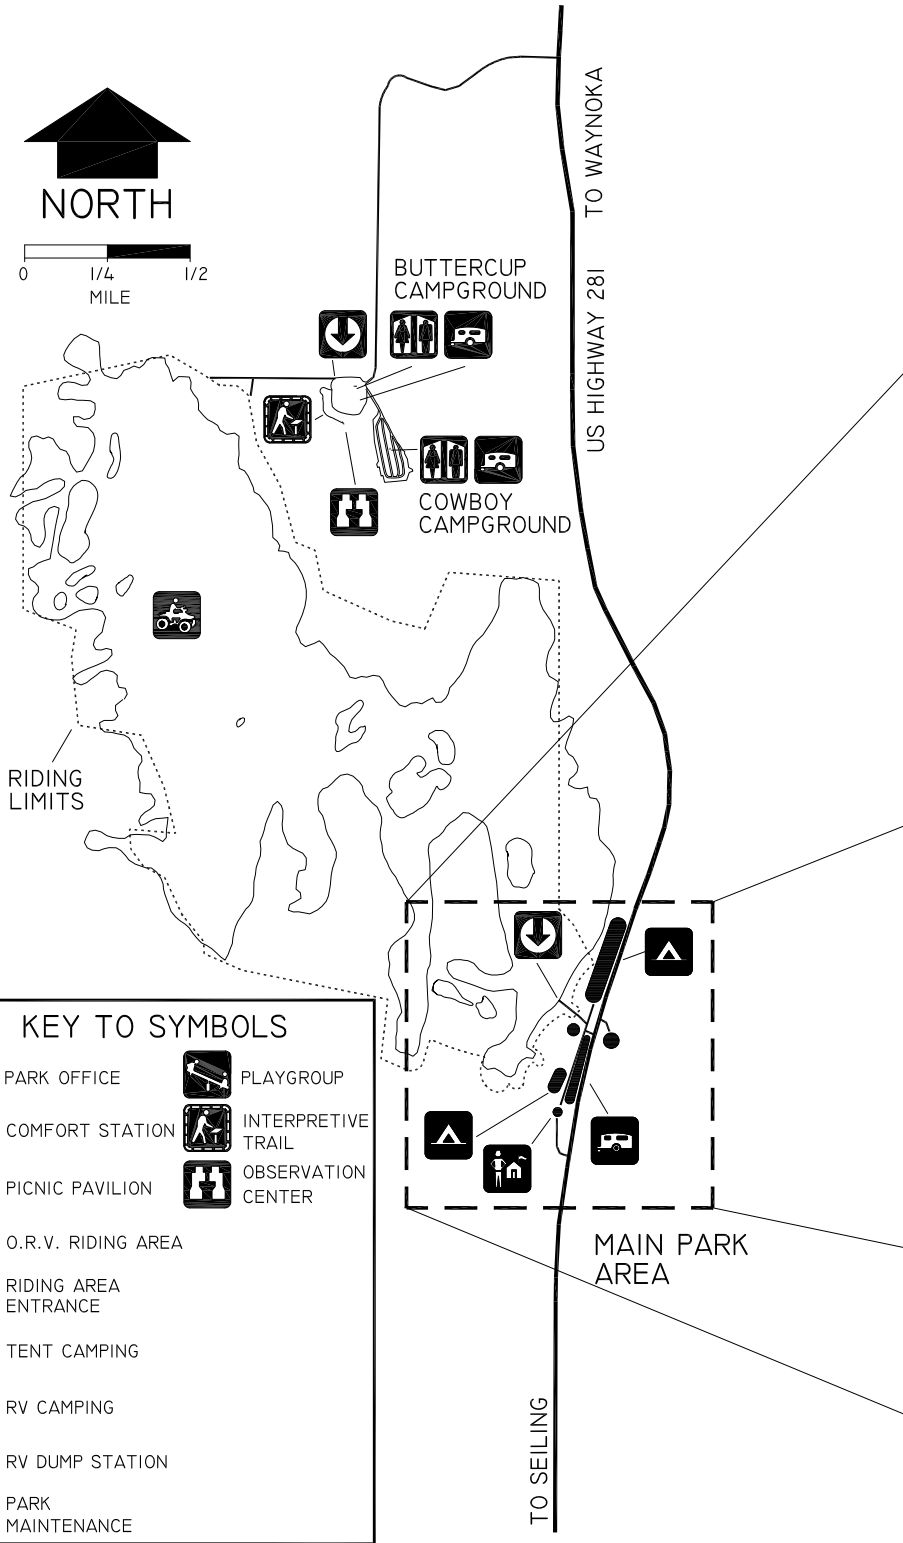 TO WAYNOKA
NORTH
0 1/4 1/2
MILE
BUTTERCUP
CAMPGROUND
US HIGHWAY 281
COWBOY
CAMPGROUND
RIDING
LIMITS
KEY TO SYMBOLS
PARK OFFICE
PLAYGROUP
COMFORT STATION
INTERPRETIVE
TRAIL
PICNIC PAVILION
OBSERVATION
CENTER
O.R.V. RIDING AREA
RIDING AREA
ENTRANCE
TENT CAMPING
RV CAMPING
RV DUMP STATION
PARK
MAINTENANCE
MAIN PARK
AREA
TO SEILING